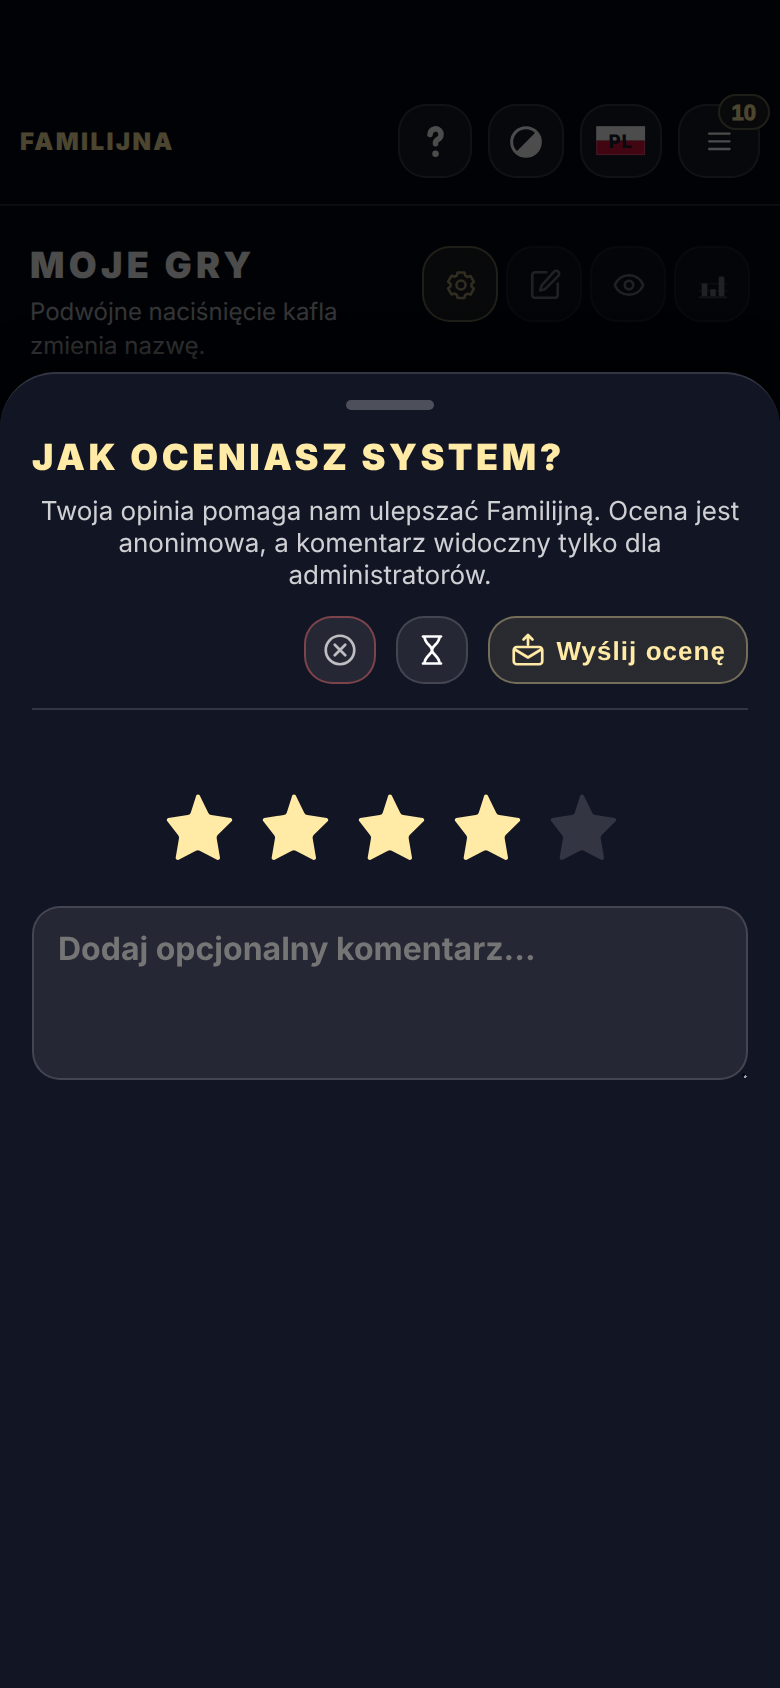 FAMILIJNA
?
PL
10
MOJE GRY
Podwójne naciśnięcie kafla
zmienia nazwę.
JAK OCENIASZ SYSTEM?
Twoja opinia pomaga nam ulepszać Familijną. Ocena jest
anonimowa, a komentarz widoczny tylko dla
administratorów.
Wyślij ocenę
Dodaj opcjonalny komentarz...